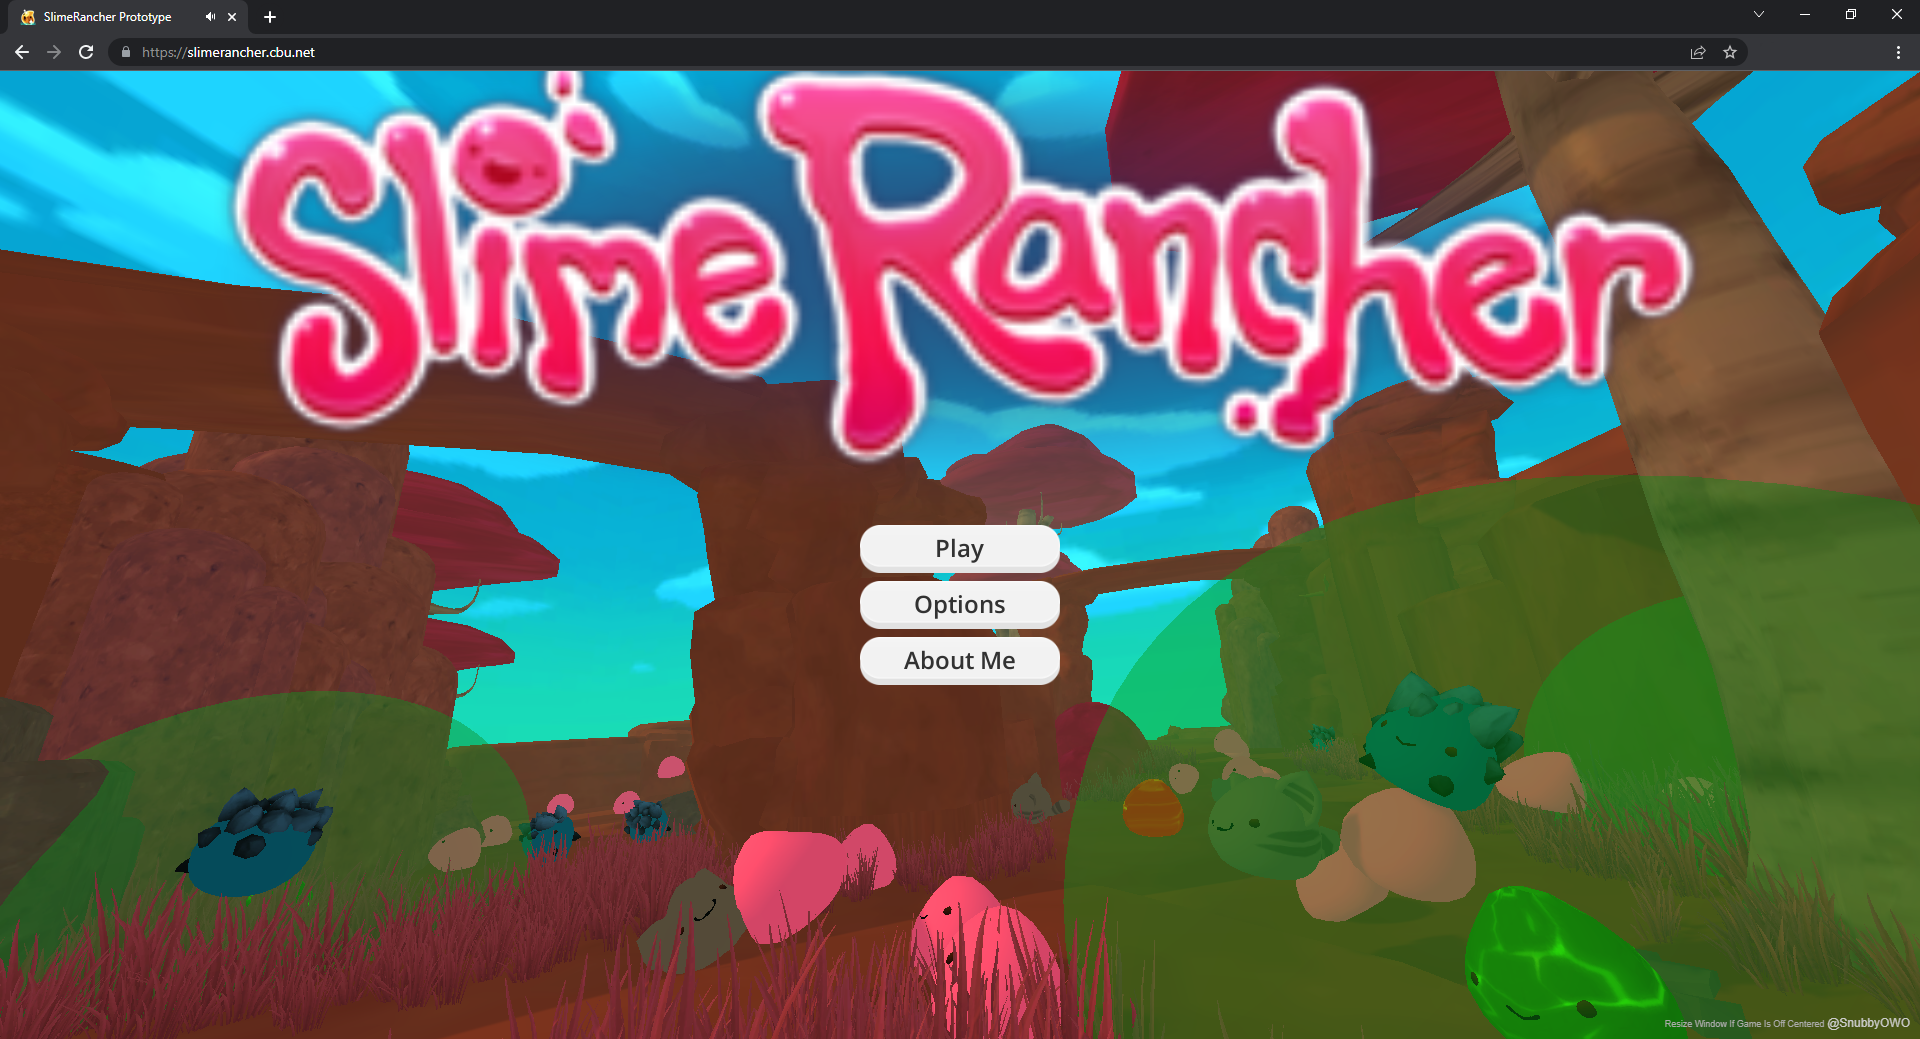 SlimeRancher Prototype
https://slimerancher.cbu.net
Slime Rancher
Play
Options
About Me
Resize Window If Game Is Off Centered @SnubbyOWO